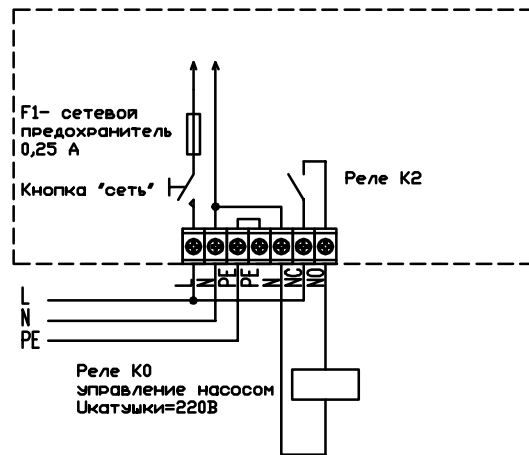 F1- сетевой
предохранитель
0,25 А
Кнопка "сеть"
Реле К2
L
N
PE
PE
N
NC
NO
L
N
PE
Реле К0
управление насосом
Uкатушки=220В